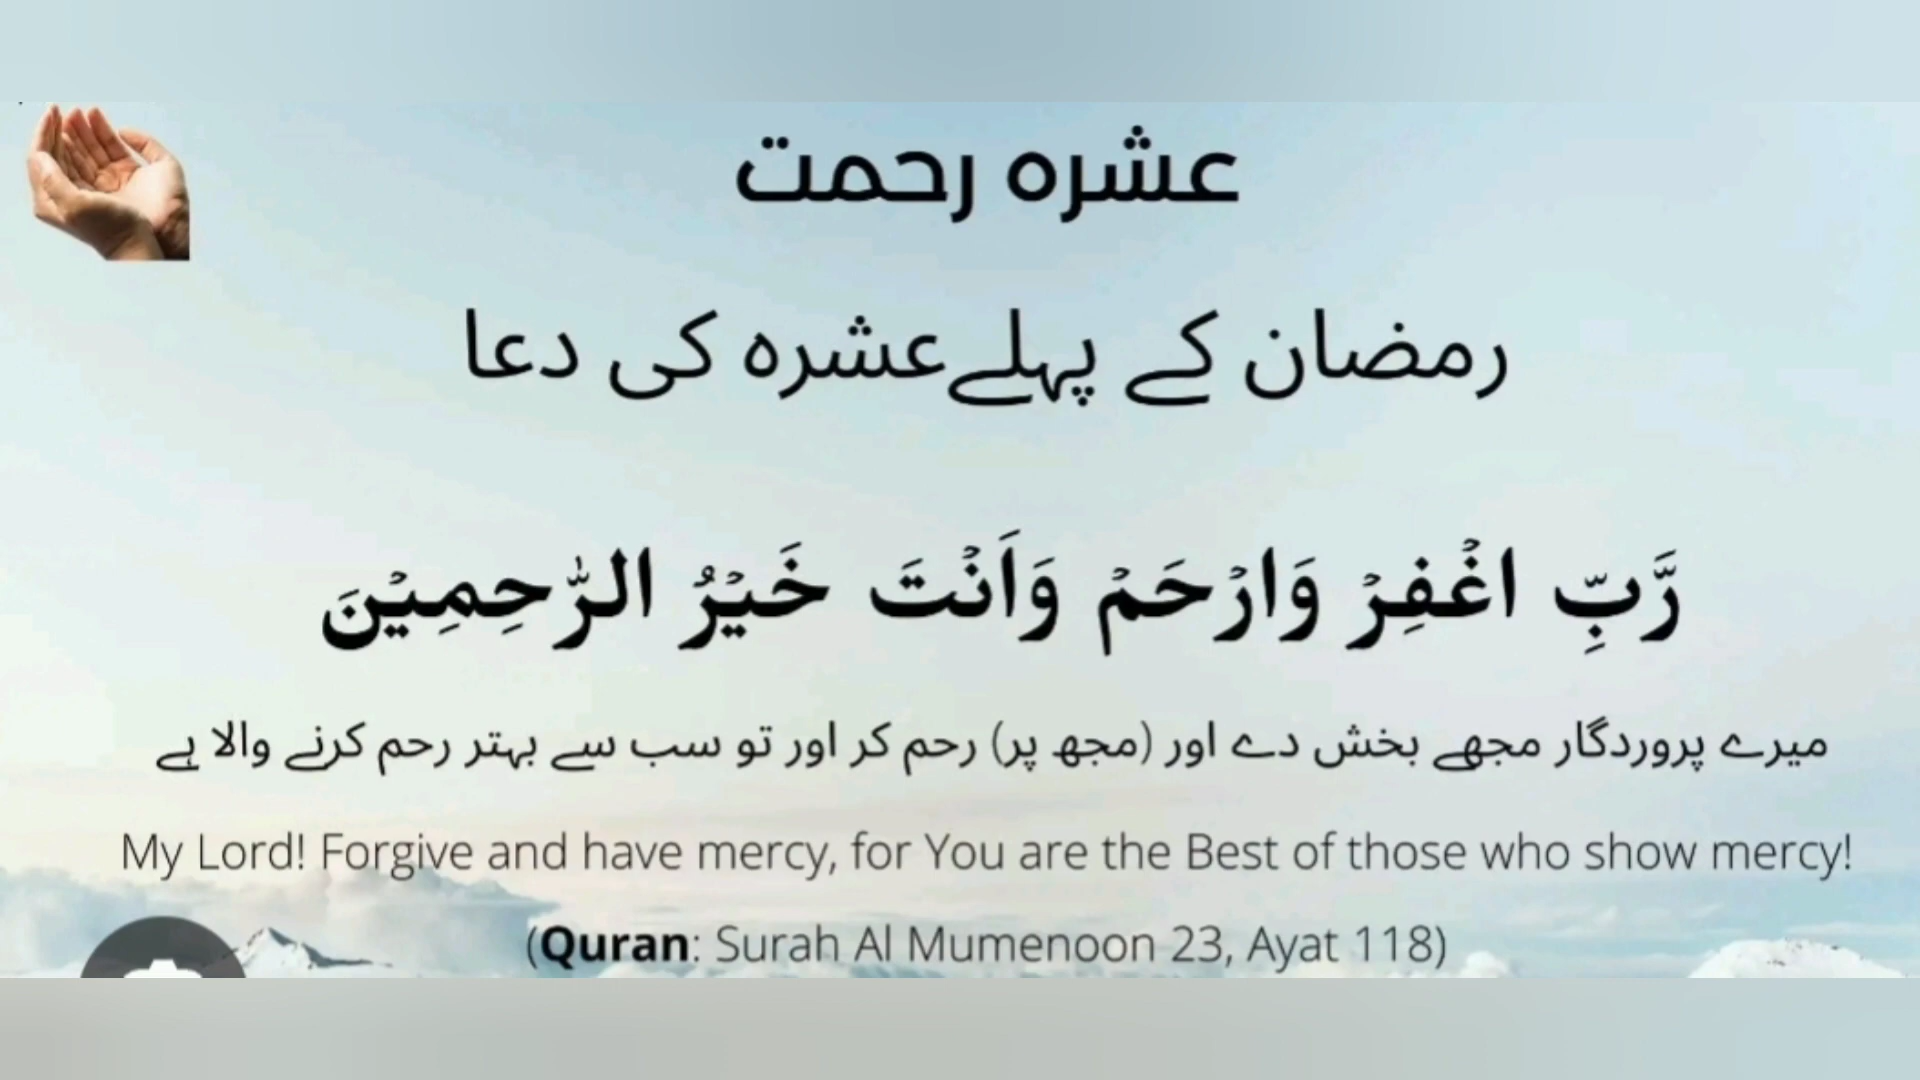 عشرہ رحمت
رمضان کے پہلے عشرہ کی دعا
رَّبِّ اغْفِرْ وَارْحَمْ وَاَنْتَ خَيْرُ الرّٰحِمِيْنَ
میرے پروردگار مجھے بخش دے اور (مجھ پر) رحم کر اور تو سب سے بہتر رحم کرنے والا ہے
My Lord! Forgive and have mercy, for You are the Best of those who show mercy!
(Quran: Surah Al Mumenoon 23, Ayat 118)